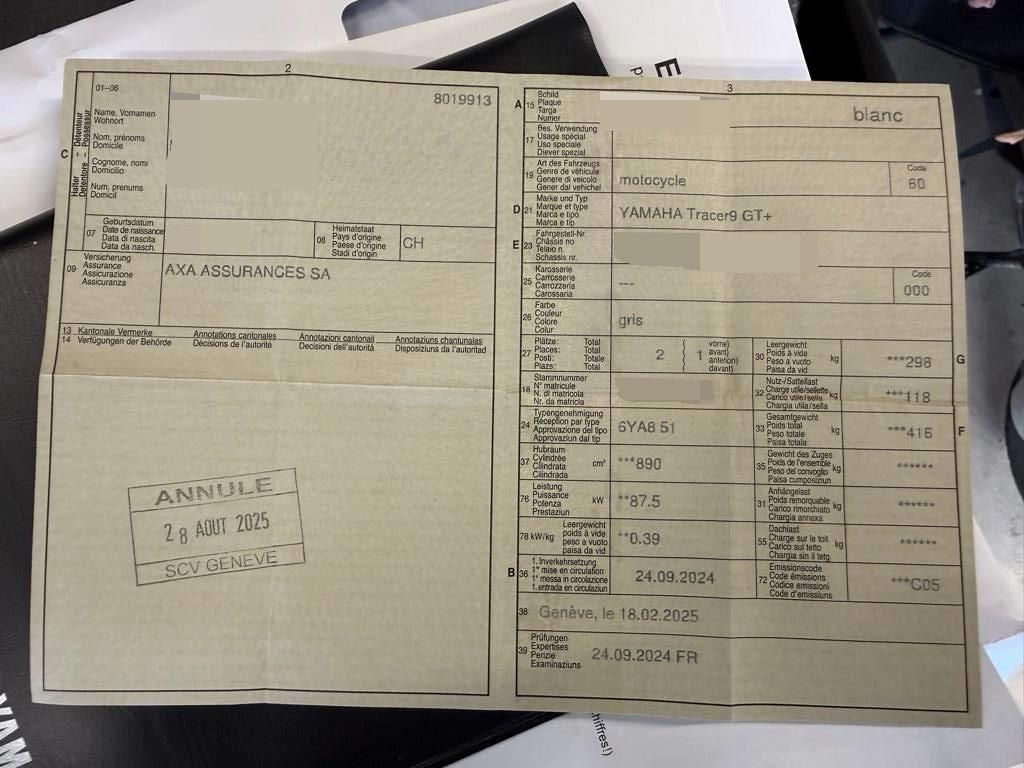 2
01–06
8019913
Halter
Détenteur
Detentore
Possessur
Name, Vornamen
Wohnort
Nom, prénoms
Domicile
C
Cognome, nomi
Domicilio
Num, prenums
Domicil
07
Geburtsdatum
Date de naissance
Data di nascita
Data da nasch.
08
Heimatstaat
Pays d'origine
Paese d'origine
Stadi d'origin
CH
09
Versicherung
Assurance
Assicurazione
Assicuranza
AXA ASSURANCES SA
13 Kantonale Vermerke Annotations cantonales Annotazioni cantonali Annotaziuns chantunalas
14 Verfügungen der Behörde Décisions de l'autorité Decisioni dell'autorità Disposiziuns da l'autoritad
ANNULE
28 AOUT 2025
SCV GENEVE
3
A 15
Schild
Plaque
Targa
Numer
blanc
17
Bes. Verwendung
Usage spécial
Uso speciale
Diever spezial
19
Art des Fahrzeugs
Genre de véhicule
Genere di veicolo
Gener dal vehichel
motocycle
Code
60
D 21
Marke und Typ
Marque et type
Marca e tipo
Marca e tip
YAMAHA Tracer9 GT+
E 23
Fahrgestell-Nr.
Châssis no
Telaio n.
Schassis nr.
25
Karosserie
Carrosserie
Carrozzeria
Carossaria
---
Code
000
26
Farbe
Couleur
Colore
Colur
gris
27
Plätze: Total
Places: Total
Posti: Totale
Plazs: Total
2
{ 1
vorne)
avant)
anteriori)
davant)
30
Leergewicht
Poids à vide
Peso a vuoto
Paisa da vid
kg
***298
G
18
Stammnummer
N° matricule
N. di matricola
Nr. da matricla
32
Nutz-/Sattellast
Charge utile/sellette
Carico utile/sella
Chargia utila/sella
kg
***118
24
Typengenehmigung
Réception par type
Approvazione del tipo
Approvaziun dal tip
6YA8 51
33
Gesamtgewicht
Poids total
Peso totale
Paisa totala
kg
***416
F
37
Hubraum
Cylindrée
Cilindrata
Cilindrada
cm³
***890
35
Gewicht des Zuges
Poids de l'ensemble
Peso del convoglio
Paisa cumposiziun
kg
******
76
Leistung
Puissance
Potenza
Prestaziun
kW
**87.5
31
Anhängelast
Poids remorquable
Carico rimorchiato
Chargia annexa
kg
******
78 kW/kg
Leergewicht
poids à vide
peso a vuoto
paisa da vid
**0.39
55
Dachlast
Charge sur le toit
Carico sul tetto
Chargia sin il tetg
kg
******
B 36
1. Inverkehrsetzung
1re mise en circulation
1a messa in circolazione
1. entrada en circulaziun
24.09.2024
72
Emissionscode
Code émissions
Codice emissioni
Code d'emissiuns
***C05
38
Genève, le 18.02.2025
39
Prüfungen
Expertises
Perizie
Examinaziuns
24.09.2024 FR
E
p
YAM
chiffres!)